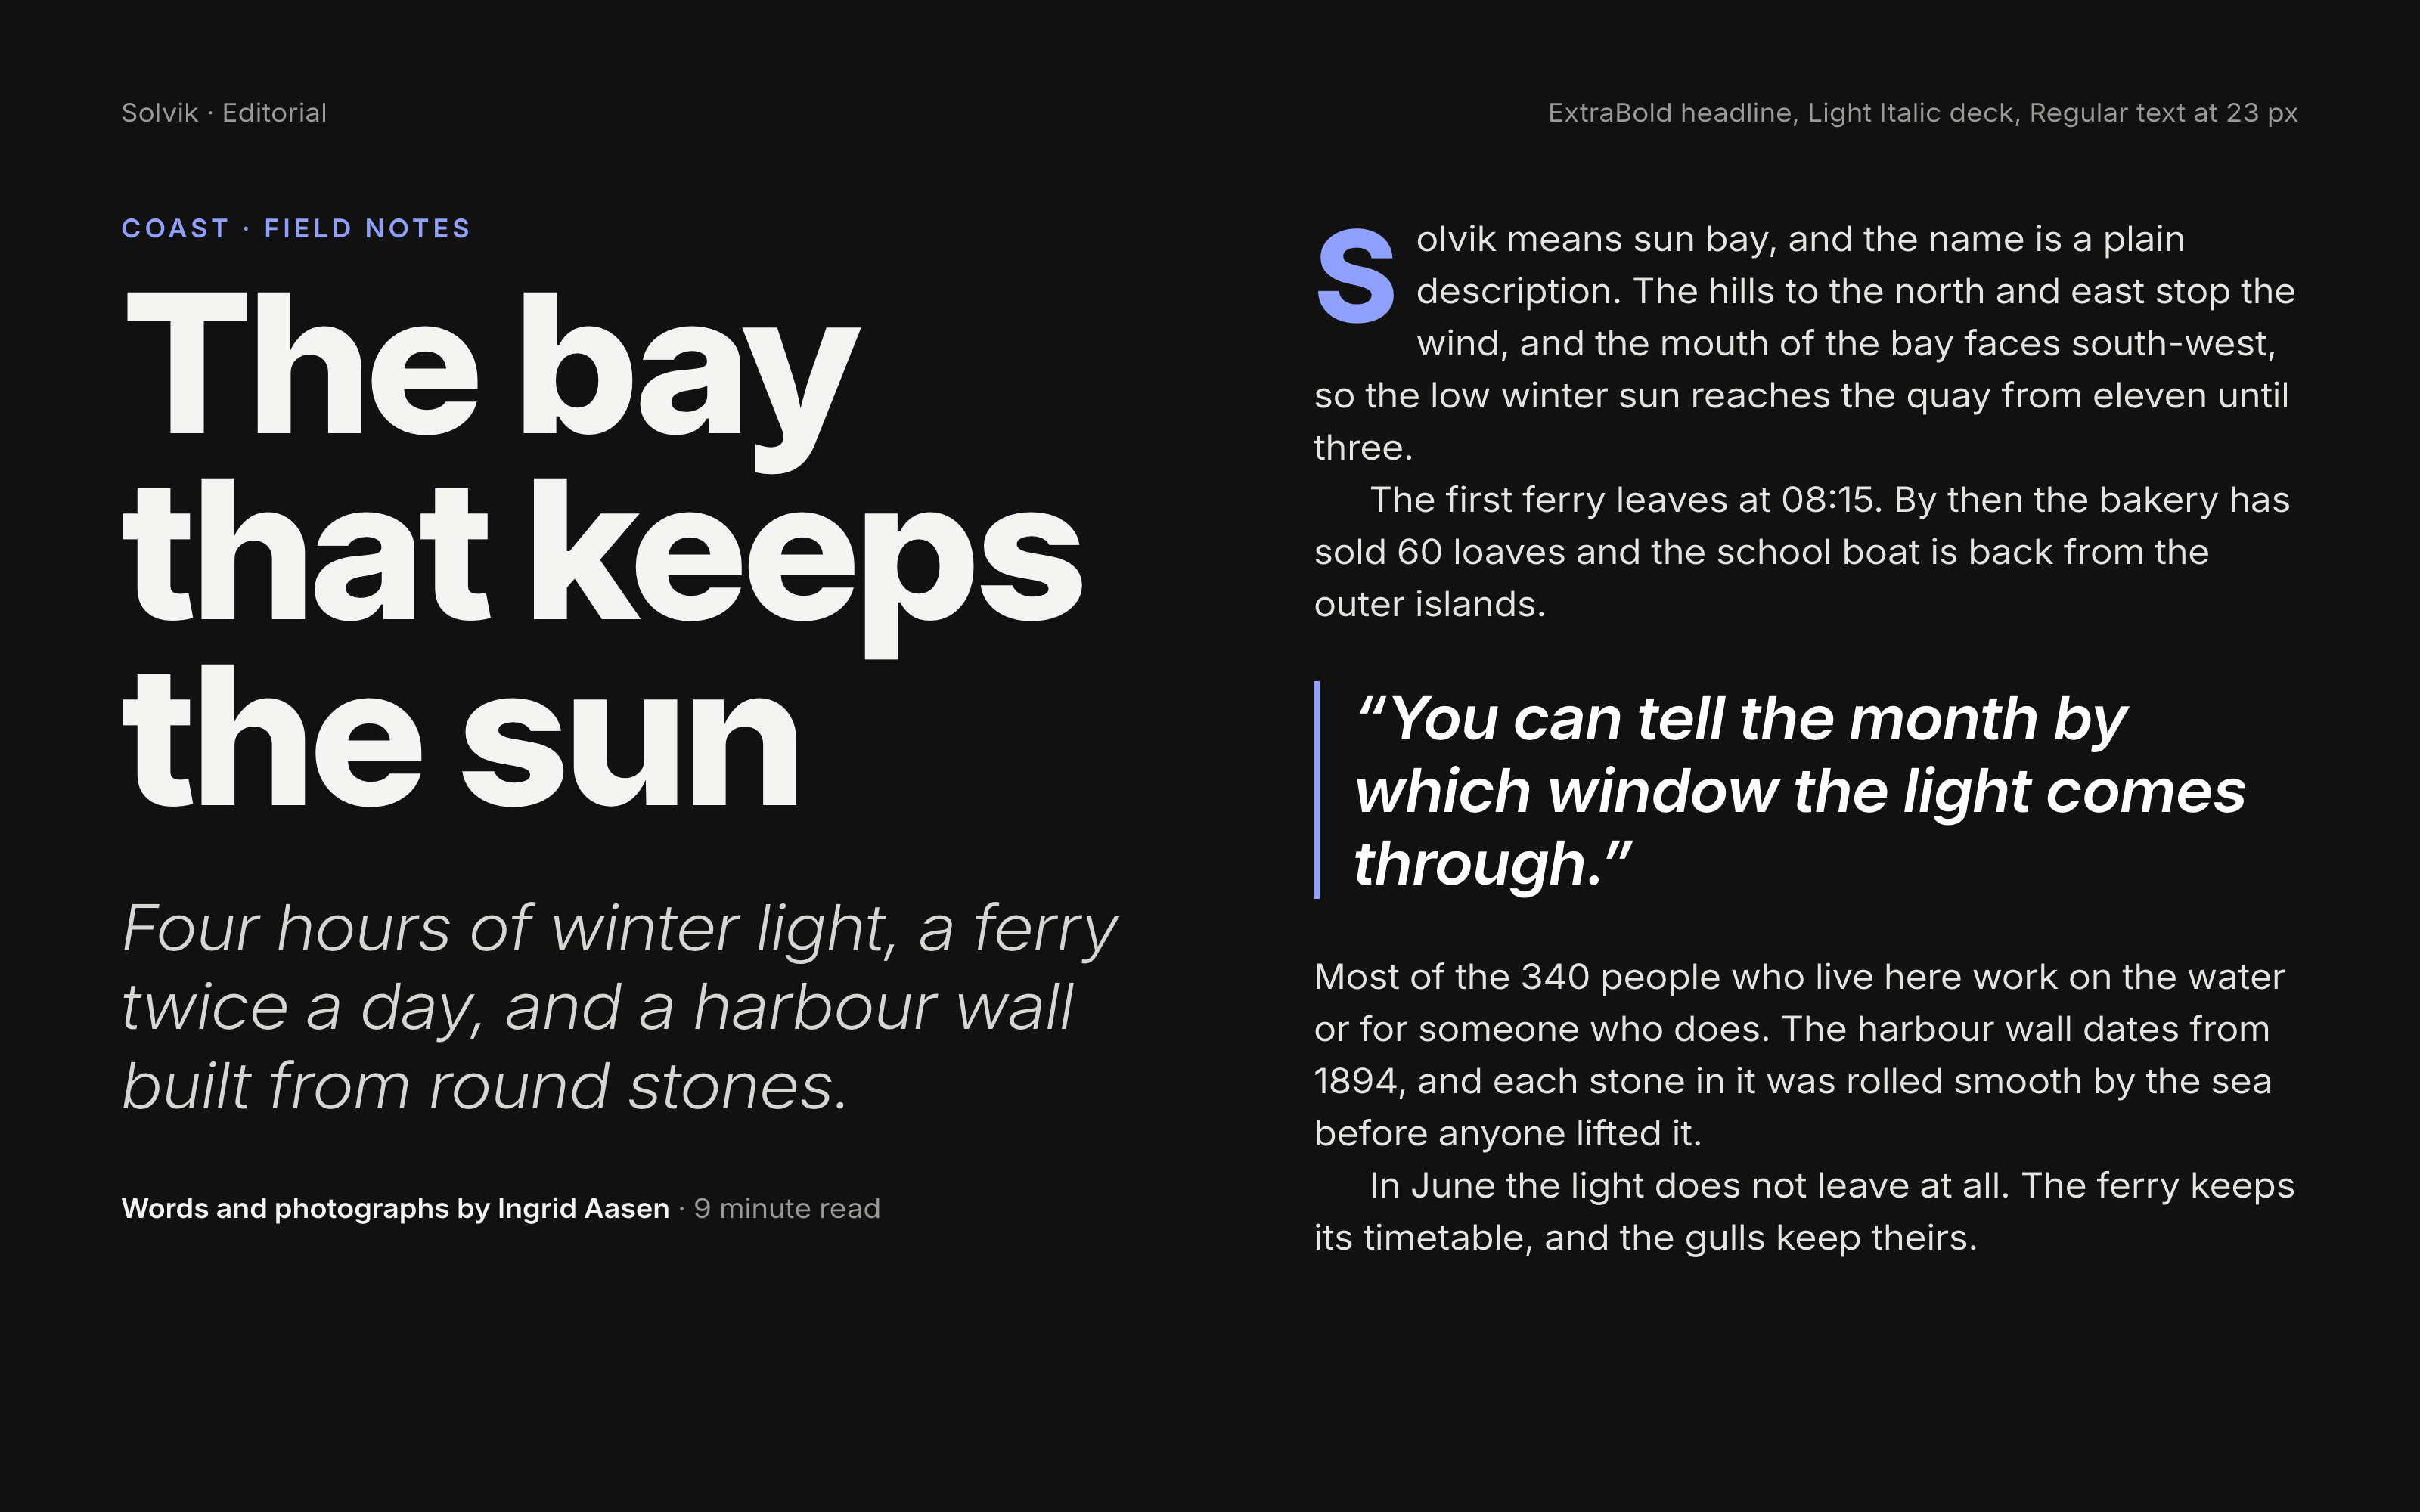 Solvik · Editorial
ExtraBold headline, Light Italic deck, Regular text at 23 px
COAST · FIELD NOTES
The bay
that keeps
the sun
Four hours of winter light, a ferry
twice a day, and a harbour wall
built from round stones.
Words and photographs by Ingrid Aasen · 9 minute read
Solvik means sun bay, and the name is a plain
description. The hills to the north and east stop the
wind, and the mouth of the bay faces south-west,
so the low winter sun reaches the quay from eleven until
three.
The first ferry leaves at 08:15. By then the bakery has
sold 60 loaves and the school boat is back from the
outer islands.
“You can tell the month by
which window the light comes
through.”
Most of the 340 people who live here work on the water
or for someone who does. The harbour wall dates from
1894, and each stone in it was rolled smooth by the sea
before anyone lifted it.
In June the light does not leave at all. The ferry keeps
its timetable, and the gulls keep theirs.